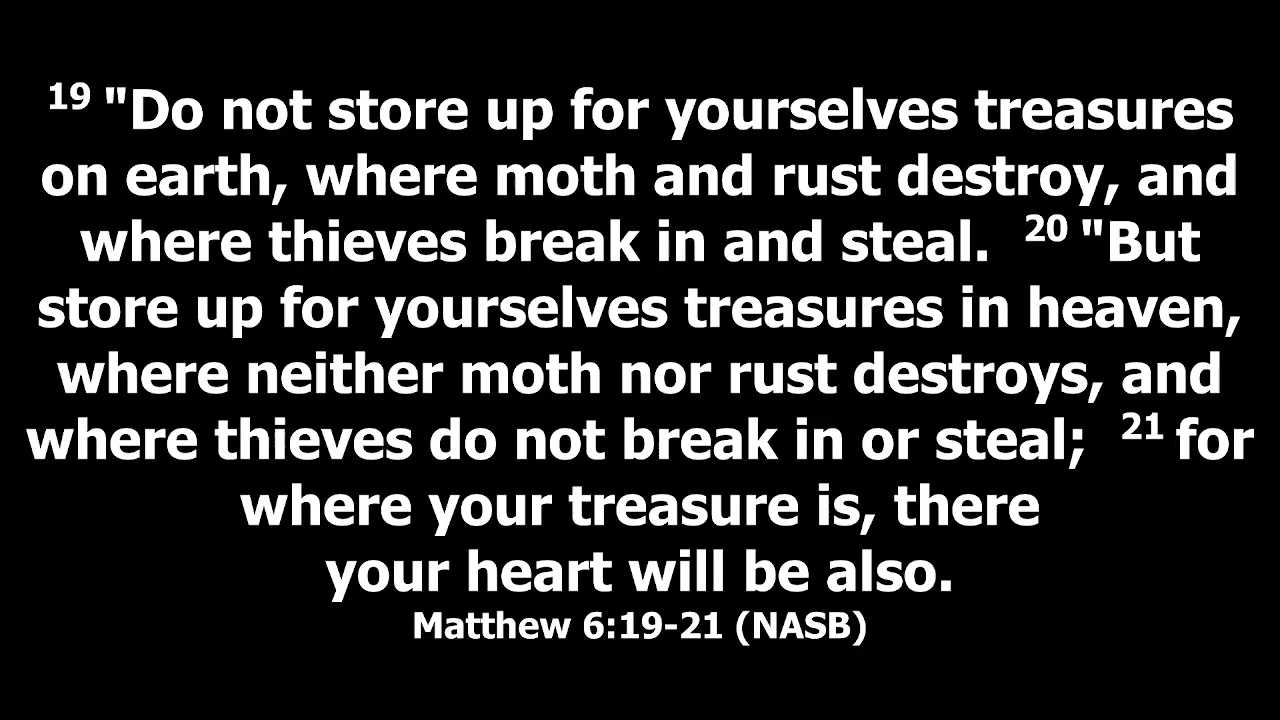 19 "Do not store up for yourselves treasures
on earth, where moth and rust destroy, and
where thieves break in and steal. 20 "But
store up for yourselves treasures in heaven,
where neither moth nor rust destroys, and
where thieves do not break in or steal; 21 for
where your treasure is, there
your heart will be also.
Matthew 6:19-21 (NASB)